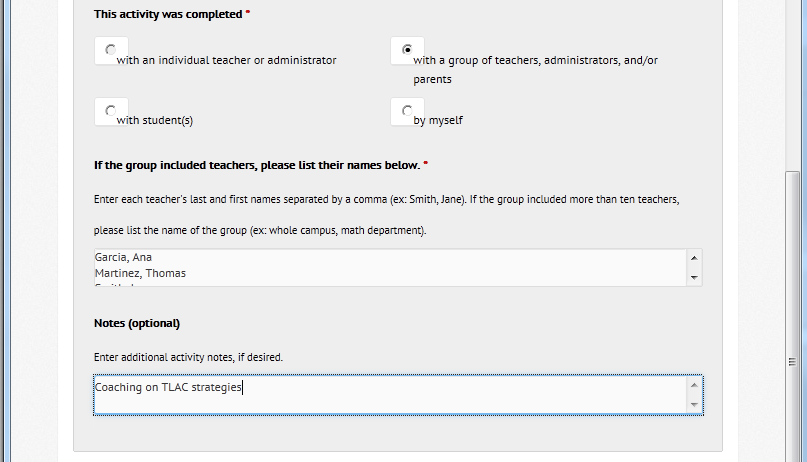 This activity was completed *
with an individual teacher or administrator
with a group of teachers, administrators, and/or
parents
with student(s)
by myself
If the group included teachers, please list their names below. *
Enter each teacher's last and first names separated by a comma (ex: Smith, Jane). If the group included more than ten teachers,
please list the name of the group (ex: whole campus, math department).
Garcia, Ana
Martinez, Thomas
Notes (optional)
Enter additional activity notes, if desired.
Coaching on TLAC strategies